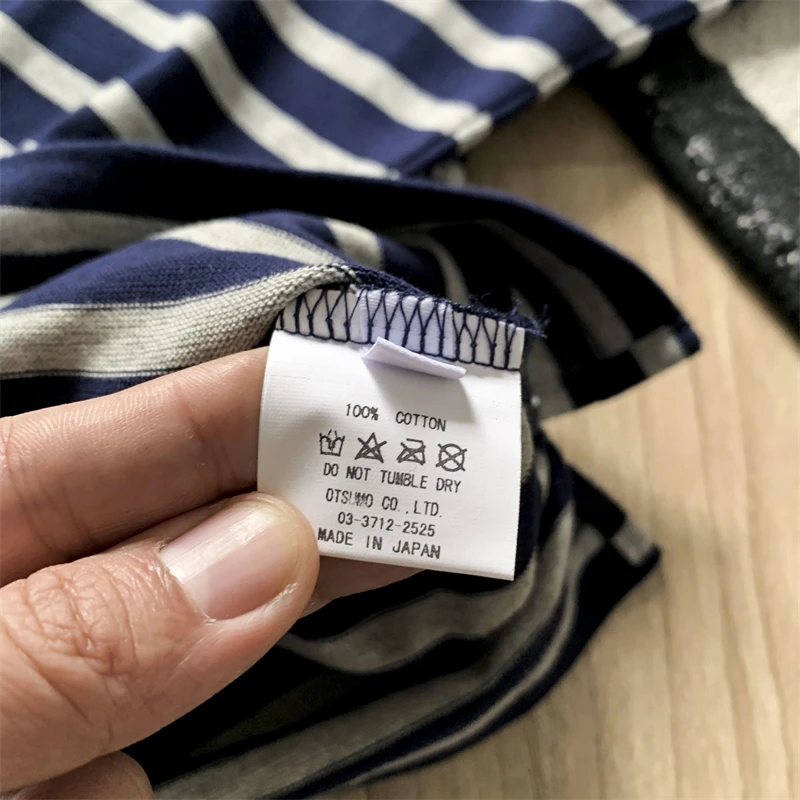 100% COTTON
DO NOT TUMBLE DRY
OTSUMO CO.,LTD.
03-3712-2525
MADE IN JAPAN